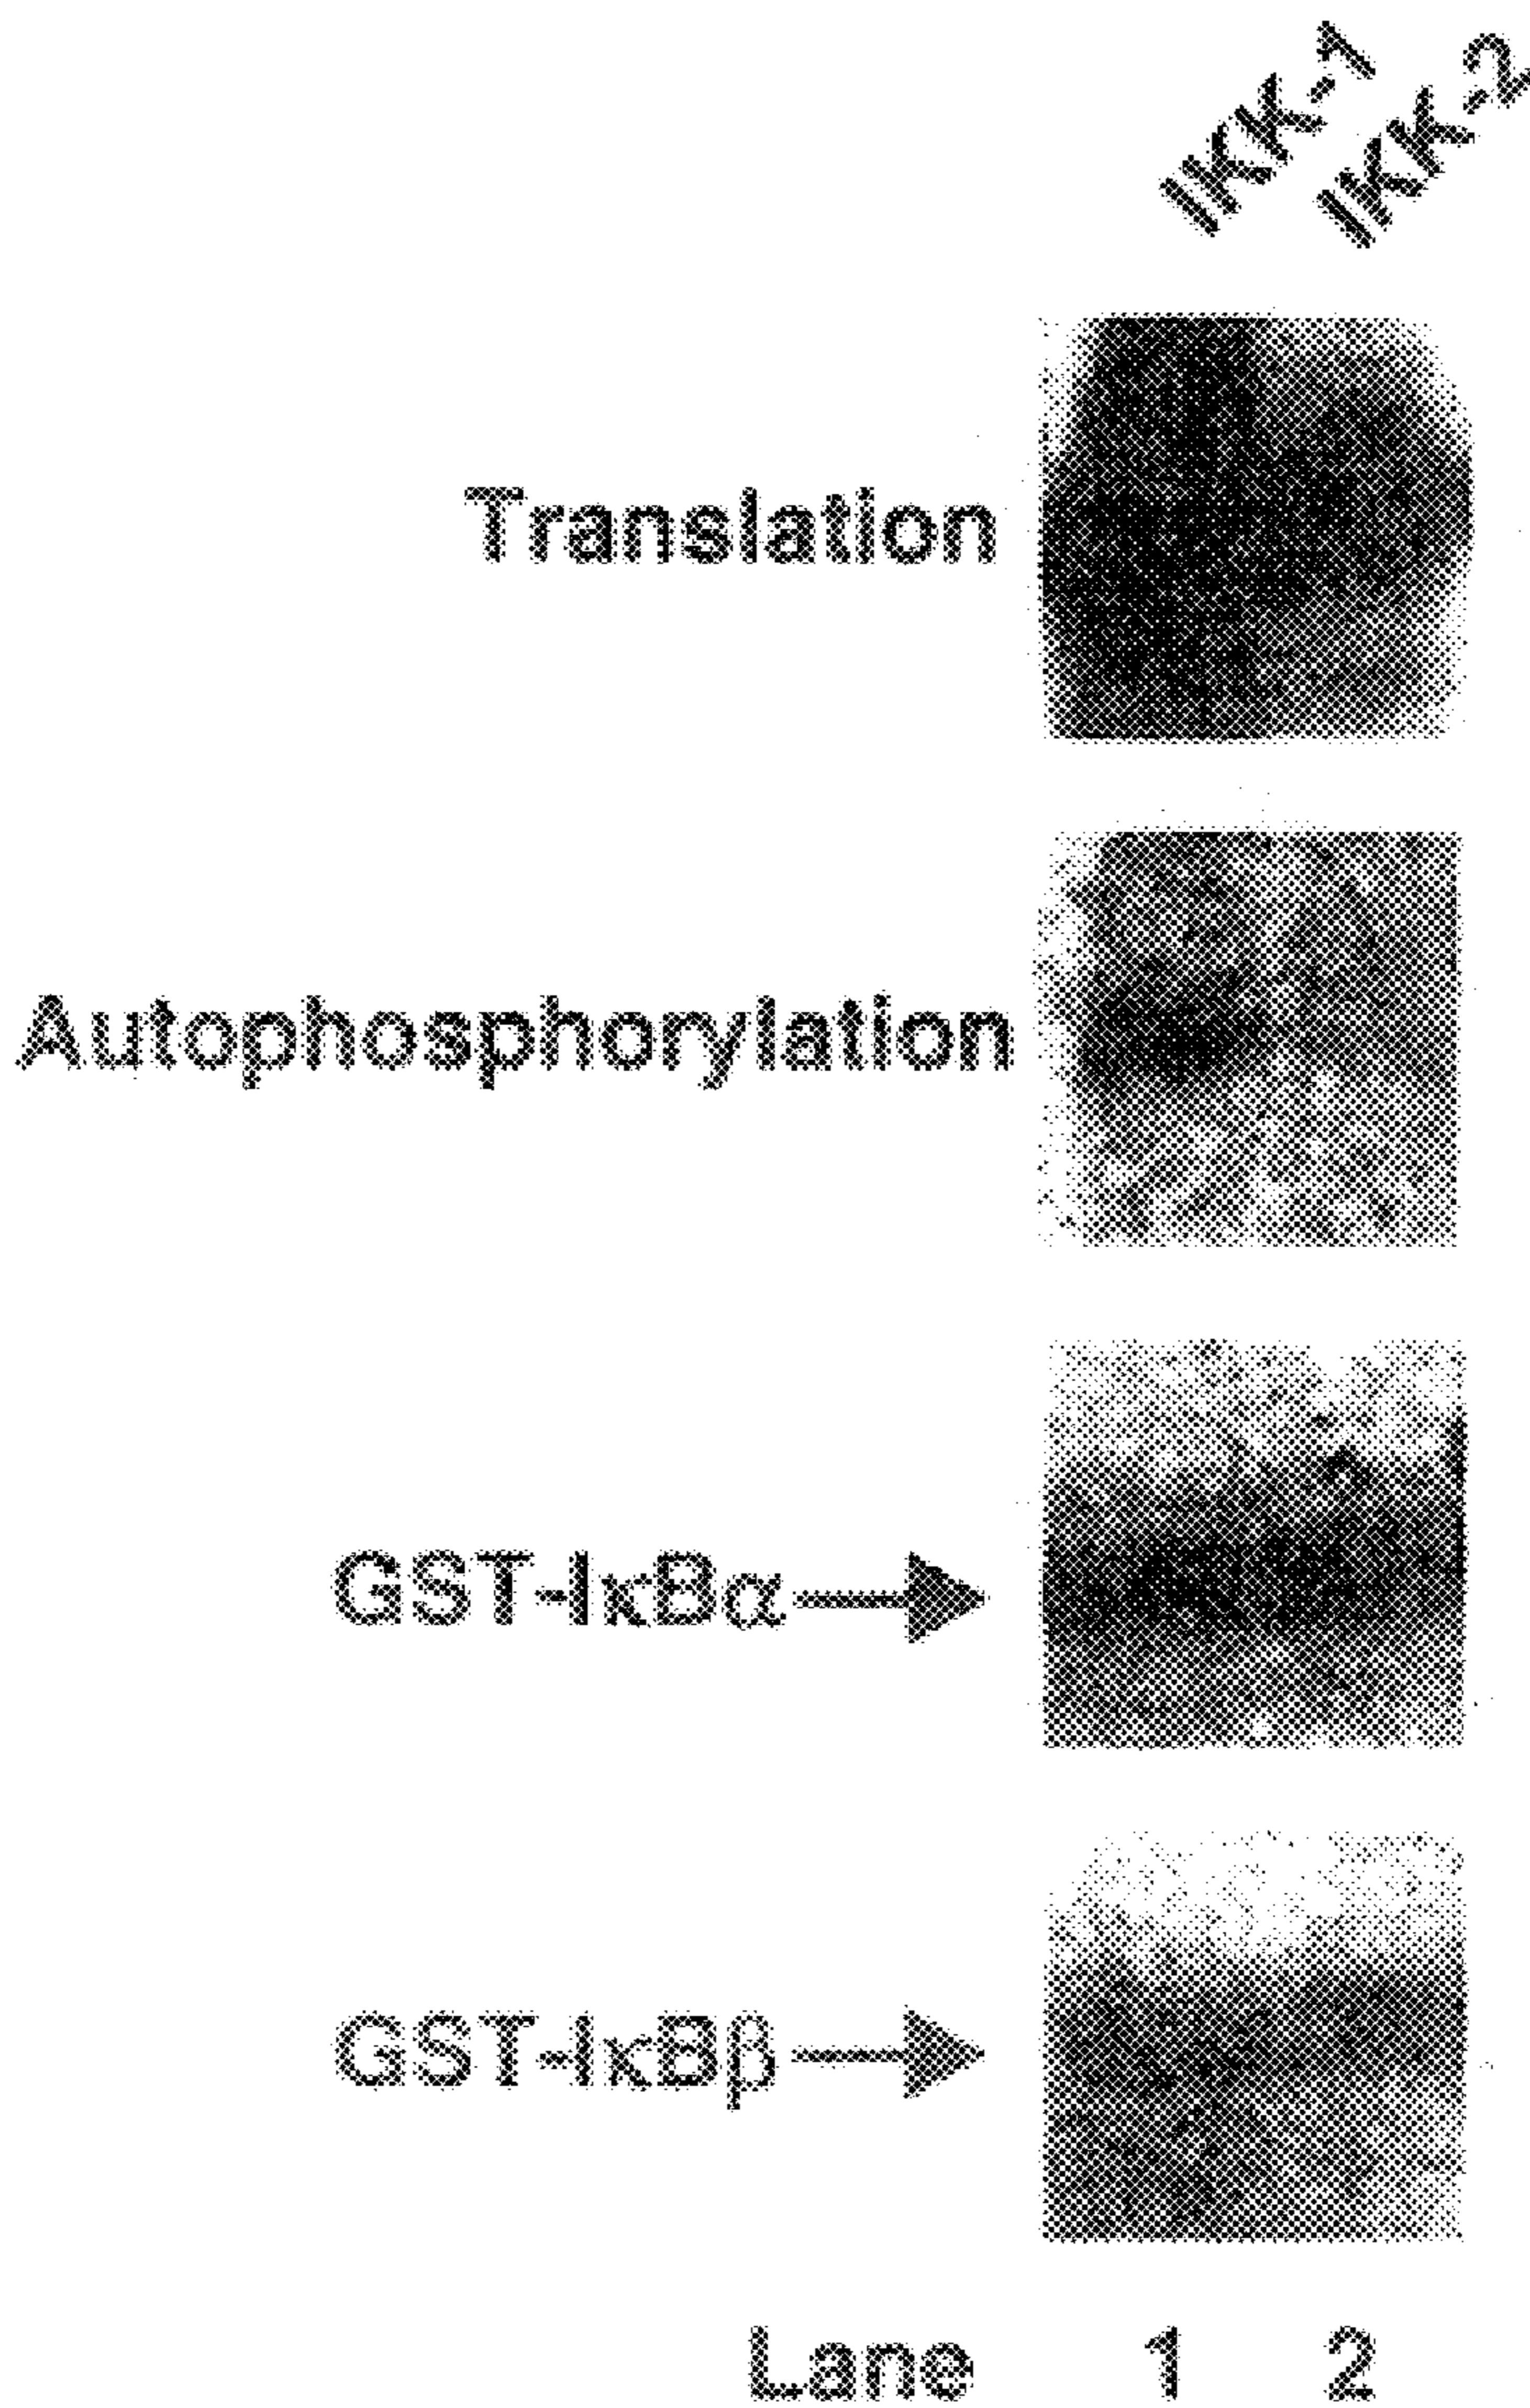 IKK-1
IKK-2
Translation
Autophosphorylation
GST-IκBα
GST-IκBβ
Lane 1 2